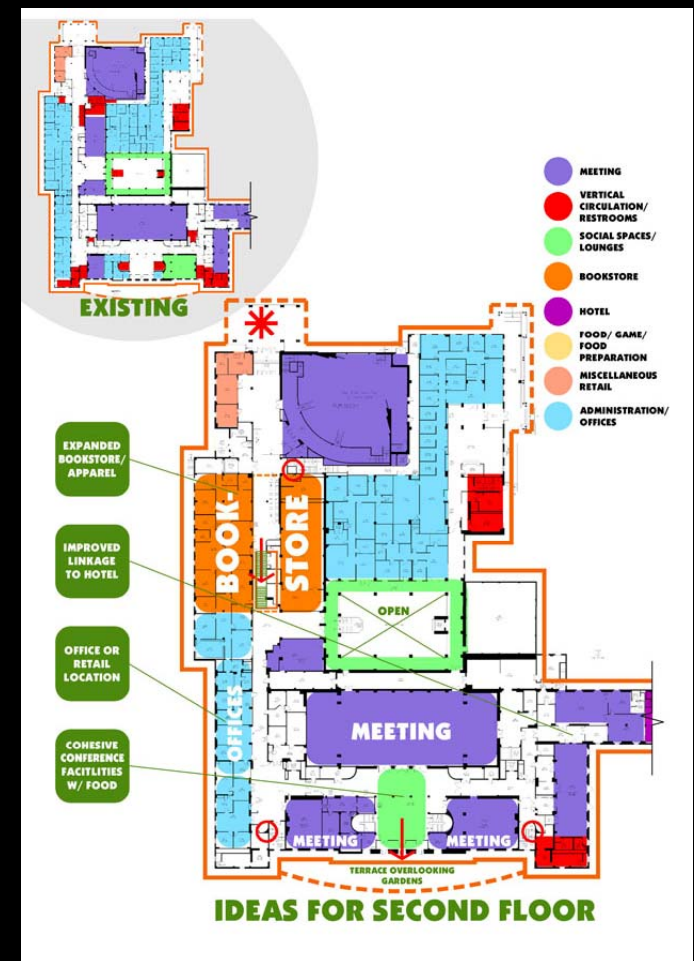 EXISTING
MEETING
VERTICAL
CIRCULATION/
RESTROOMS
SOCIAL SPACES/
LOUNGES
BOOKSTORE
HOTEL
FOOD/ GAME/
FOOD
PREPARATION
MISCELLANEOUS
RETAIL
ADMINISTRATION/
OFFICES
EXPANDED
BOOKSTORE/
APPAREL
IMPROVED
LINKAGE
TO HOTEL
OFFICE OR
RETAIL
LOCATION
COHESIVE
CONFERENCE
FACITLITIES
W/ FOOD
BOOK-
STORE
OPEN
OFFICES
MEETING
MEETING
MEETING
TERRACE OVERLOOKING
GARDENS
IDEAS FOR SECOND FLOOR